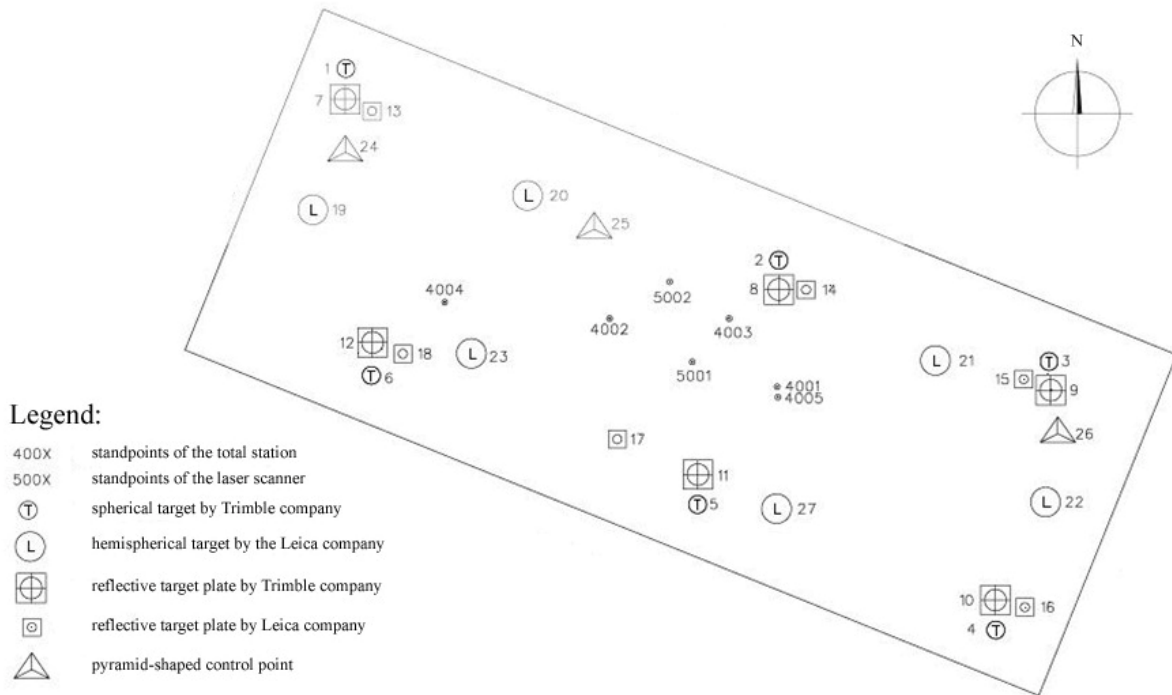 N
1 T
7
13
24
L 19
L 20
25
2 T
8
14
5002
4004
4002
4003
12
18
L 23
T 6
5001
4001
4005
L 21
T 3
15
9
26
17
11
T 5
L 27
L 22
10
16
4 T
Legend:
400X standpoints of the total station
500X standpoints of the laser scanner
T spherical target by Trimble company
L hemispherical target by the Leica company
reflective target plate by Trimble company
reflective target plate by Leica company
pyramid-shaped control point